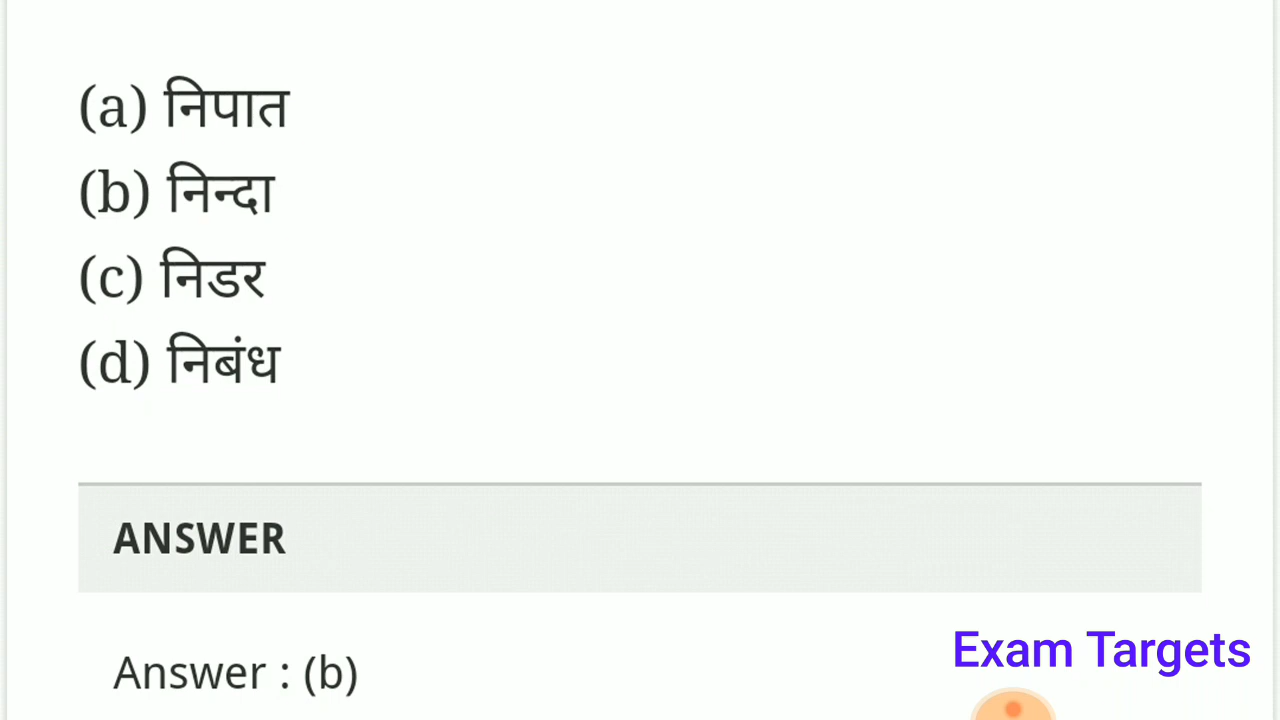 (a) निपात
(b) निन्दा
(c) निडर
(d) निबंध
ANSWER
Answer : (b)
Exam Targets